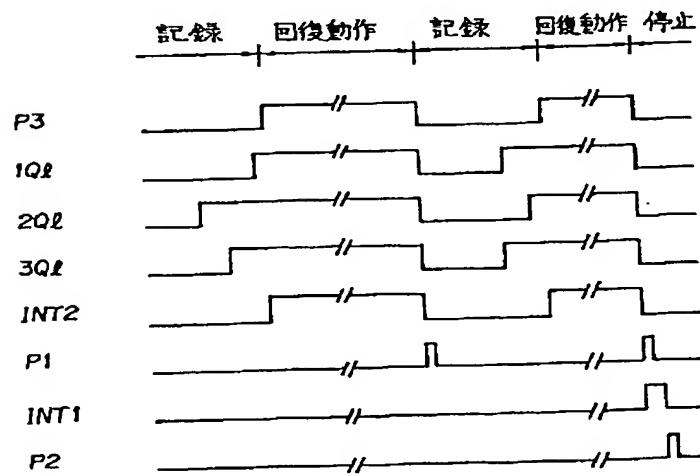 記録 回復動作 記録 回復動作 停止
P3
1Qℓ
2Qℓ
3Qℓ
INT2
P1
INT1
P2